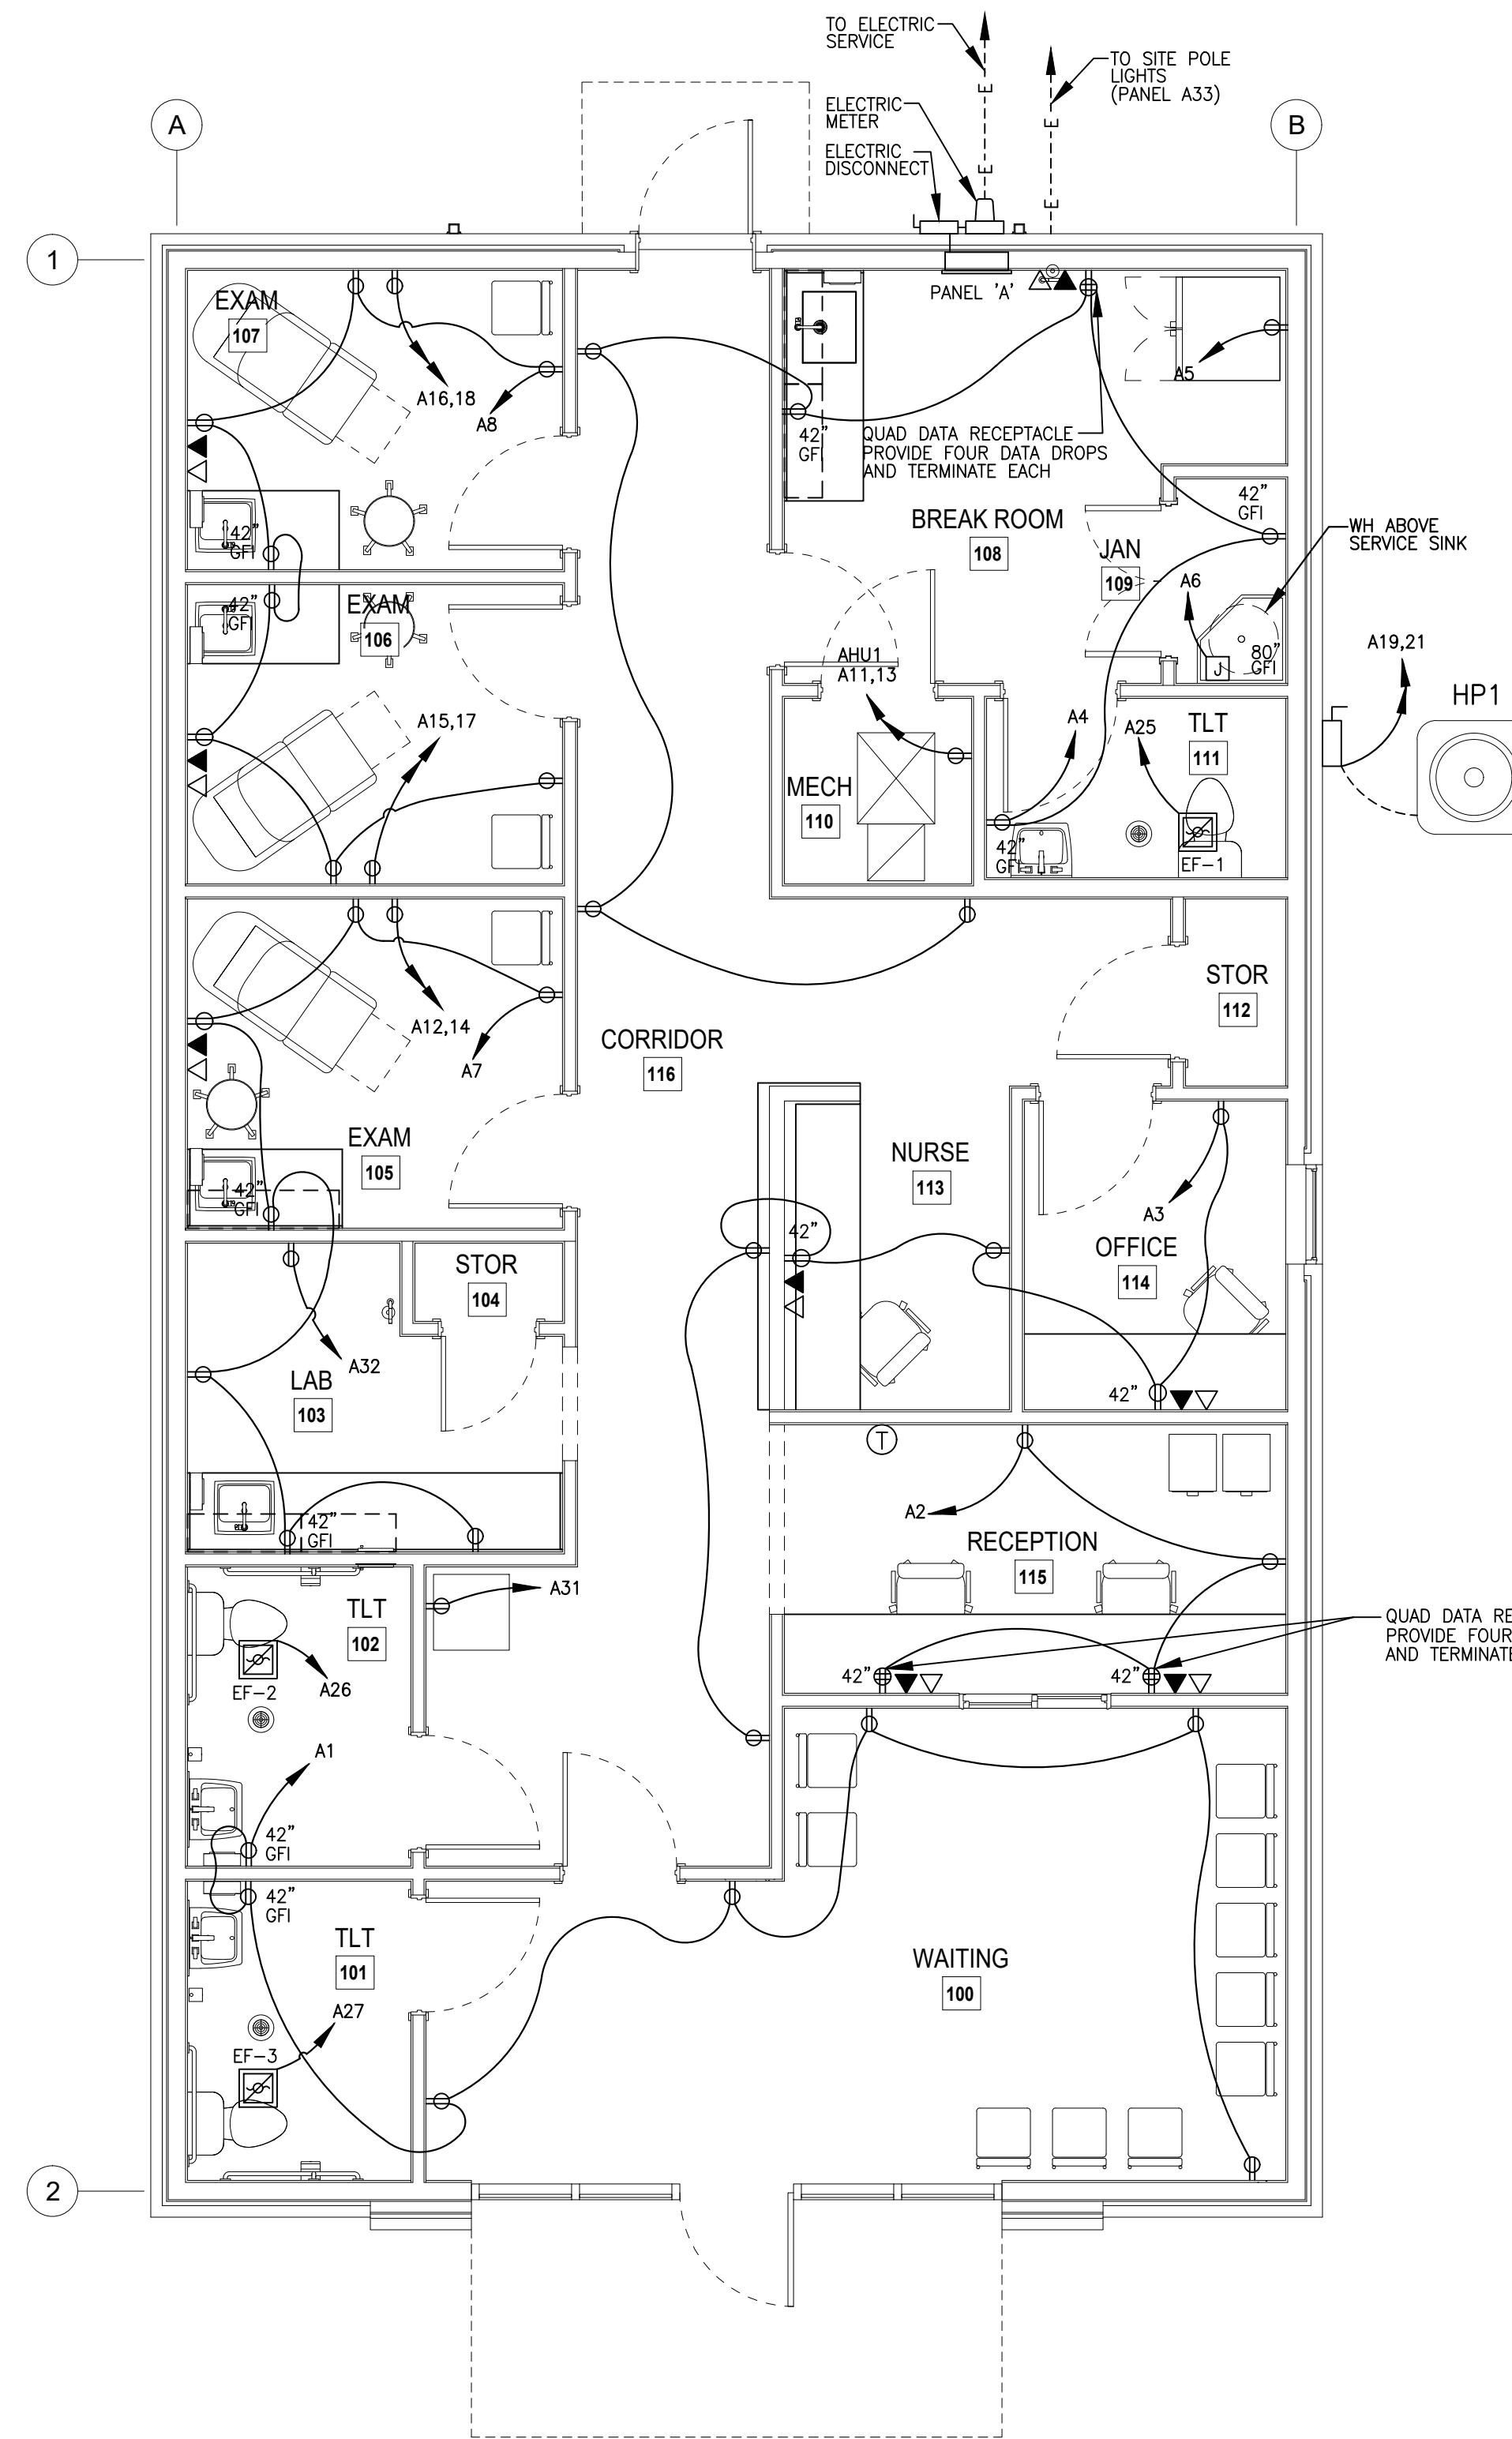 TO ELECTRIC
SERVICE
TO SITE POLE
LIGHTS
(PANEL A33)
ELECTRIC
METER
ELECTRIC
DISCONNECT
A
B
1
EXAM
107
PANEL 'A'
A16,18
A8
A5
42"
GFI
QUAD DATA RECEPTACLE
PROVIDE FOUR DATA DROPS
AND TERMINATE EACH
42"
GFI
BREAK ROOM
108
42"
GFI
WH ABOVE
SERVICE SINK
JAN
109
A6
42"
GFI
EXAM
106
80"
GFI
J
AHU1
A11,13
A19,21
HP1
A15,17
A4
A25
TLT
111
MECH
110
42"
GFI
EF-1
STOR
112
A12,14
A7
CORRIDOR
116
EXAM
105
42"
GFI
NURSE
113
A3
42"
OFFICE
114
STOR
104
A32
LAB
103
42"
T
A2
42"
GFI
RECEPTION
115
A31
TLT
102
QUAD DATA RE
PROVIDE FOUR
AND TERMINATE
42"
42"
A26
EF-2
A1
42"
GFI
42"
GFI
TLT
101
WAITING
100
A27
EF-3
2